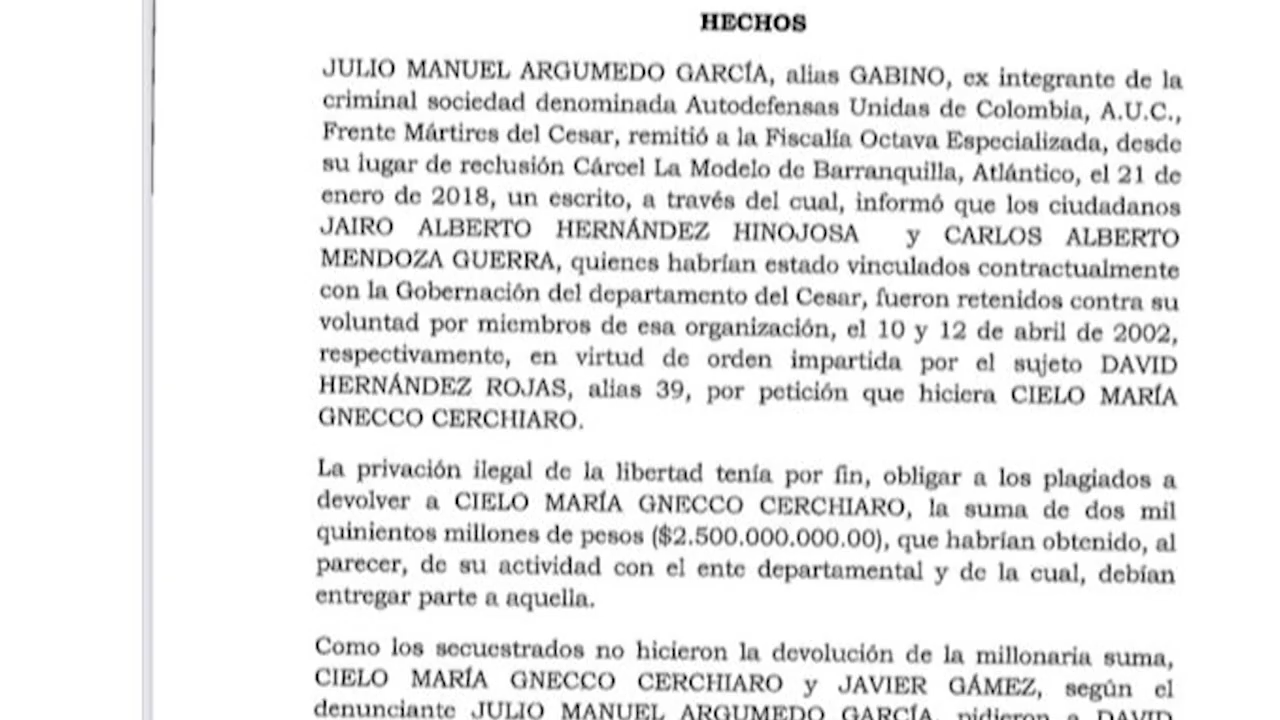 HECHOS
JULIO MANUEL ARGUMEDO GARCÍA, alias GABINO, ex integrante de la
criminal sociedad denominada Autodefensas Unidas de Colombia, A.U.C.,
Frente Mártires del Cesar, remitió a la Fiscalía Octava Especializada, desde
su lugar de reclusión Cárcel La Modelo de Barranquilla, Atlántico, el 21 de
enero de 2018, un escrito, a través del cual, informó que los ciudadanos
JAIRO ALBERTO HERNÁNDEZ HINOJOSA y CARLOS ALBERTO
MENDOZA GUERRA, quienes habrían estado vinculados contractualmente
con la Gobernación del departamento del Cesar, fueron retenidos contra su
voluntad por miembros de esa organización, el 10 y 12 de abril de 2002,
respectivamente, en virtud de orden impartida por el sujeto DAVID
HERNÁNDEZ ROJAS, alias 39, por petición que hiciera CIELO MARÍA
GNECCO CERCHIARO.
La privación ilegal de la libertad tenía por fin, obligar a los plagiados a
devolver a CIELO MARÍA GNECCO CERCHIARO, la suma de dos mil
quinientos millones de pesos ($2.500.000.000.00), que habrían obtenido, al
parecer, de su actividad con el ente departamental y de la cual, debían
entregar parte a aquella.
Como los secuestrados no hicieron la devolución de la millonaria suma,
CIELO MARÍA GNECCO CERCHIARO y JAVIER GÁMEZ, según el
denunciante JULIO MANUEL ARGUMEDO GARCÍA, pidieron a DAVID